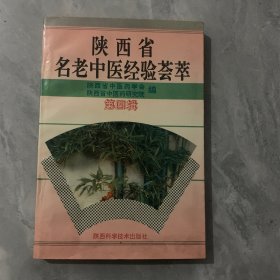 陕西省
名老中医经验荟萃
陕西省中医药学会
陕西省中医药研究院
编
第四辑
陕西科学技术出版社